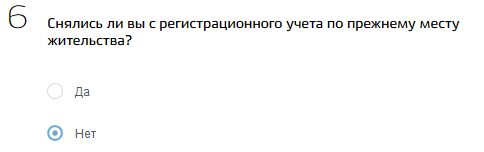 6
Снялись ли вы с регистрационного учета по прежнему месту
жительства?
Да
Нет